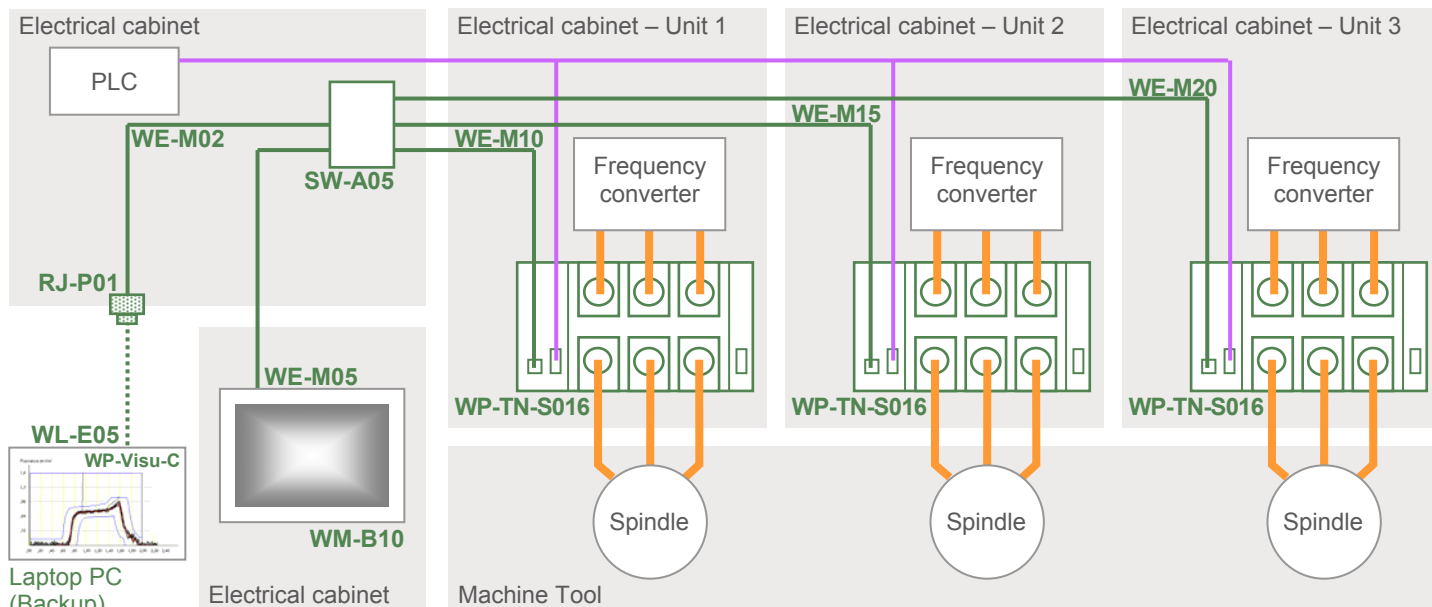 Electrical cabinet
PLC
WE-M02
SW-A05
RJ-P01
WE-M05
WL-E05
WP-Visu-C
WM-B10
Laptop PC
(Backup)
Electrical cabinet
Electrical cabinet – Unit 1
WE-M10
Frequency
converter
WP-TN-S016
Spindle
Electrical cabinet – Unit 2
WE-M15
Frequency
converter
WP-TN-S016
Spindle
Electrical cabinet – Unit 3
WE-M20
Frequency
converter
WP-TN-S016
Spindle
Machine Tool